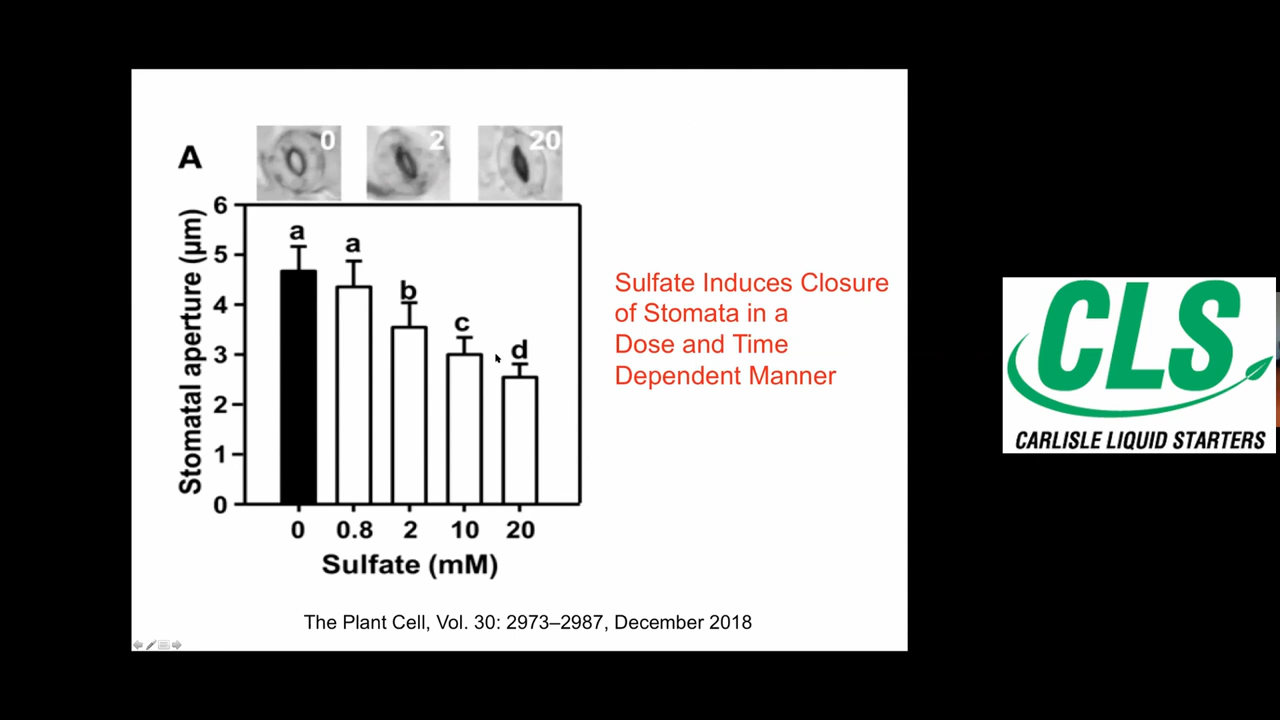 0 2 20
A
Stomatal aperture (µm)
6
5
4
3
2
1
0
a a b c d
0 0.8 2 10 20
Sulfate (mM)
Sulfate Induces Closure
of Stomata in a
Dose and Time
Dependent Manner
The Plant Cell, Vol. 30: 2973–2987, December 2018
CLS
CARLISLE LIQUID STARTERS